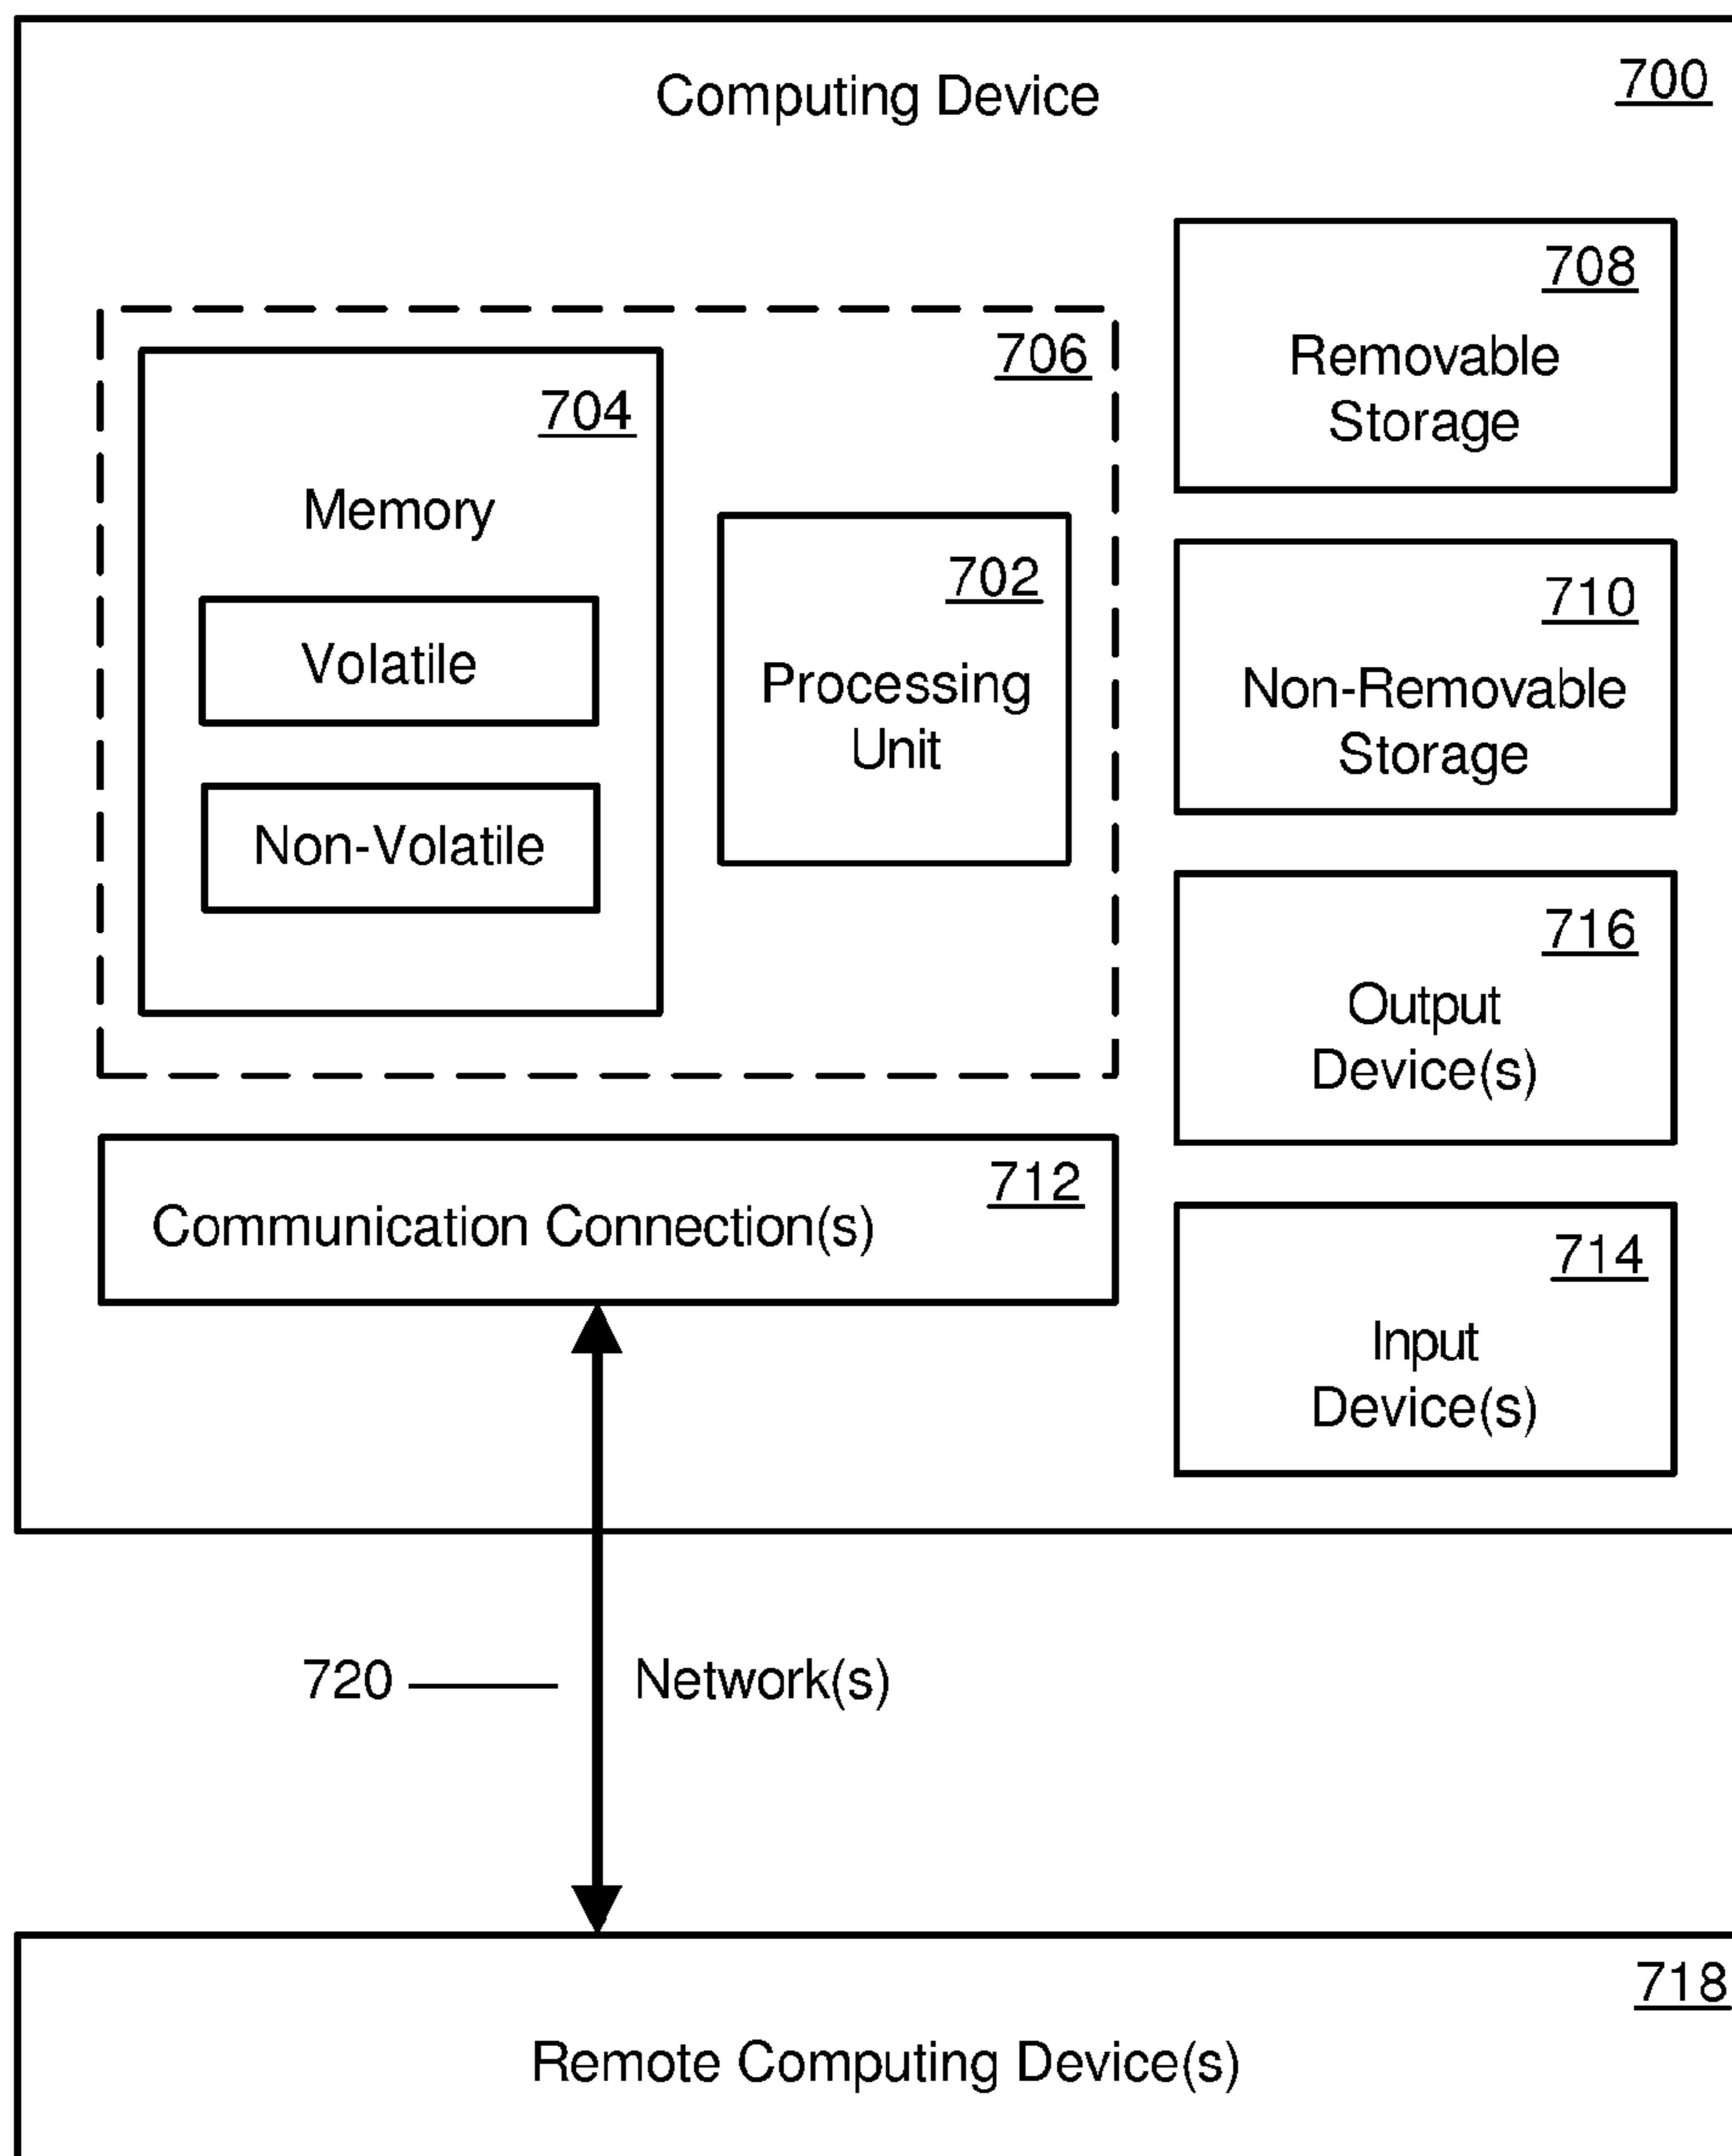 700
Computing Device
708
Removable
Storage
706
704
Memory
Volatile
Non-Volatile
702
Processing
Unit
710
Non-Removable
Storage
716
Output
Device(s)
712
Communication Connection(s)
714
Input
Device(s)
720
Network(s)
718
Remote Computing Device(s)